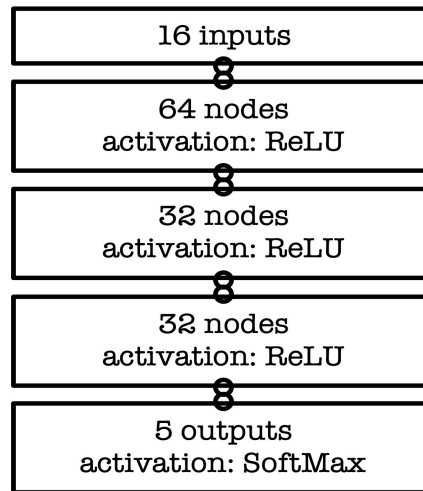 16 inputs
64 nodes
activation: ReLU
32 nodes
activation: ReLU
32 nodes
activation: ReLU
5 outputs
activation: SoftMax